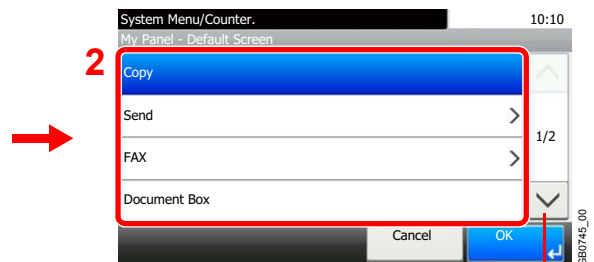 System Menu/Counter. 10:10
My Panel - Default Screen
2
Copy
Send
1/2
FAX
Document Box
Cancel OK
GB0745_00